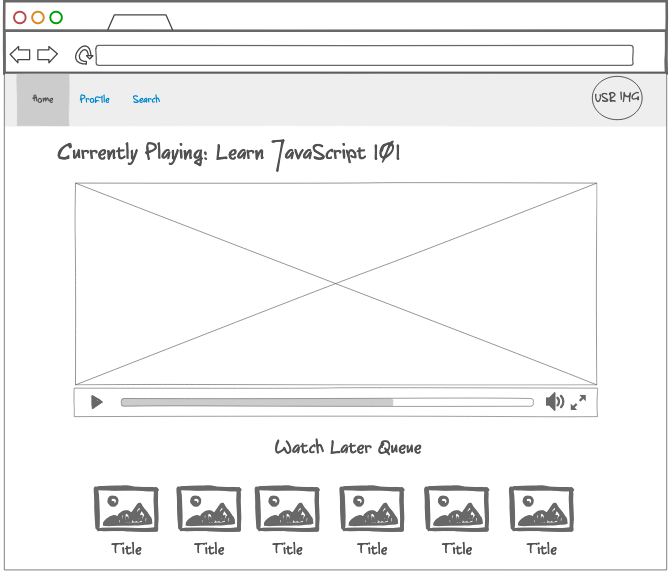 Home Profile Search USR IMG
Currently Playing: Learn JavaScript 101
Watch Later Queue
Title Title Title Title Title Title